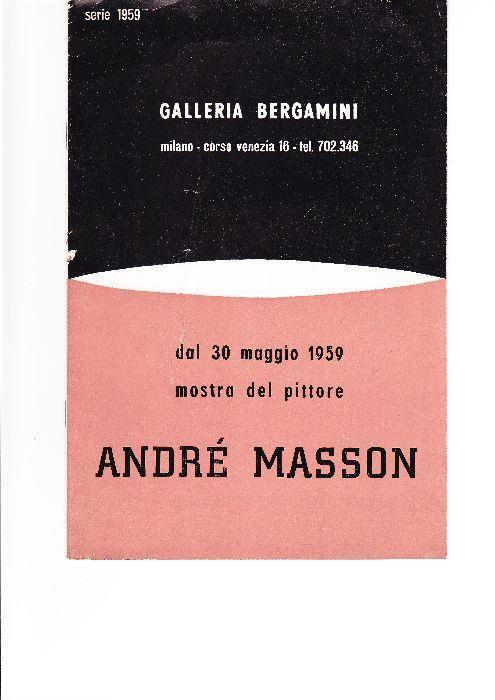 serie 1959
GALLERIA BERGAMINI
milano - corso venezia 16 - tel. 702.346
dal 30 maggio 1959
mostra del pittore
ANDRÉ MASSON